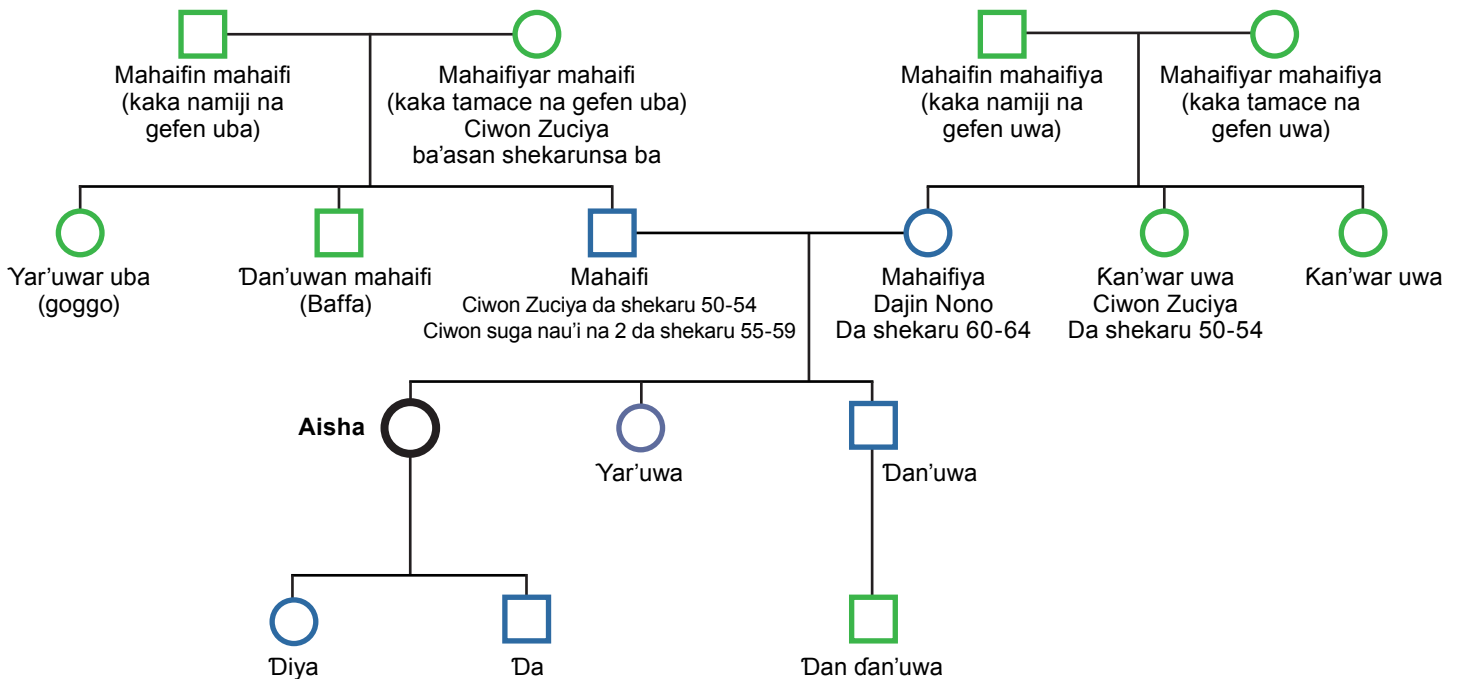 Mahaifin mahaifi
(kaka namiji na
gefen uba)
Mahaifiyar mahaifi
(kaka tamace na gefen uba)
Ciwon Zuciya
ba'asan shekarunsa ba
Mahaifin mahaifiya
(kaka namiji na
gefen uwa)
Mahaifiyar mahaifiya
(kaka tamace na
gefen uwa)
Ƴar’uwar uba
(goggo)
Ɗan’uwan mahaifi
(Baffa)
Mahaifi
Ciwon Zuciya da shekaru 50-54
Ciwon suga nau’i na 2 da shekaru 55-59
Mahaifiya
Dajin Nono
Da shekaru 60-64
Ƙan’war uwa
Ciwon Zuciya
Da shekaru 50-54
Ƙan’war uwa
Aisha
Ƴar’uwa
Ɗan’uwa
Ɗiya
Ɗa
Ɗan ɗan’uwa